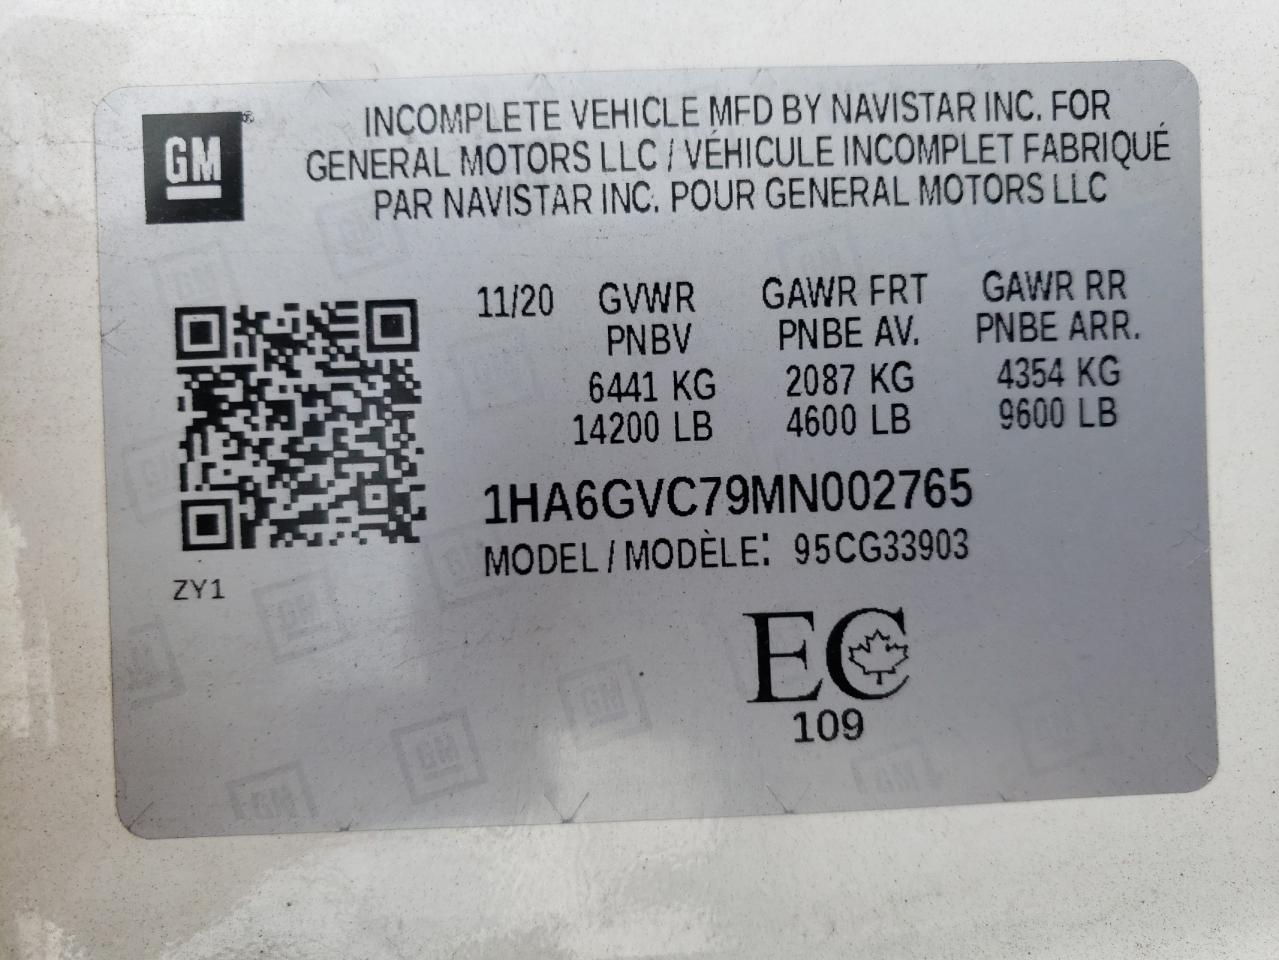 GM®
INCOMPLETE VEHICLE MFD BY NAVISTAR INC. FOR
GENERAL MOTORS LLC / VÉHICULE INCOMPLET FABRIQUÉ
PAR NAVISTAR INC. POUR GENERAL MOTORS LLC
11/20 GVWR GAWR FRT GAWR RR
PNBV PNBE AV. PNBE ARR.
6441 KG 2087 KG 4354 KG
14200 LB 4600 LB 9600 LB
1HA6GVC79MN002765
MODEL / MODÈLE: 95CG33903
ZY1
EC
109